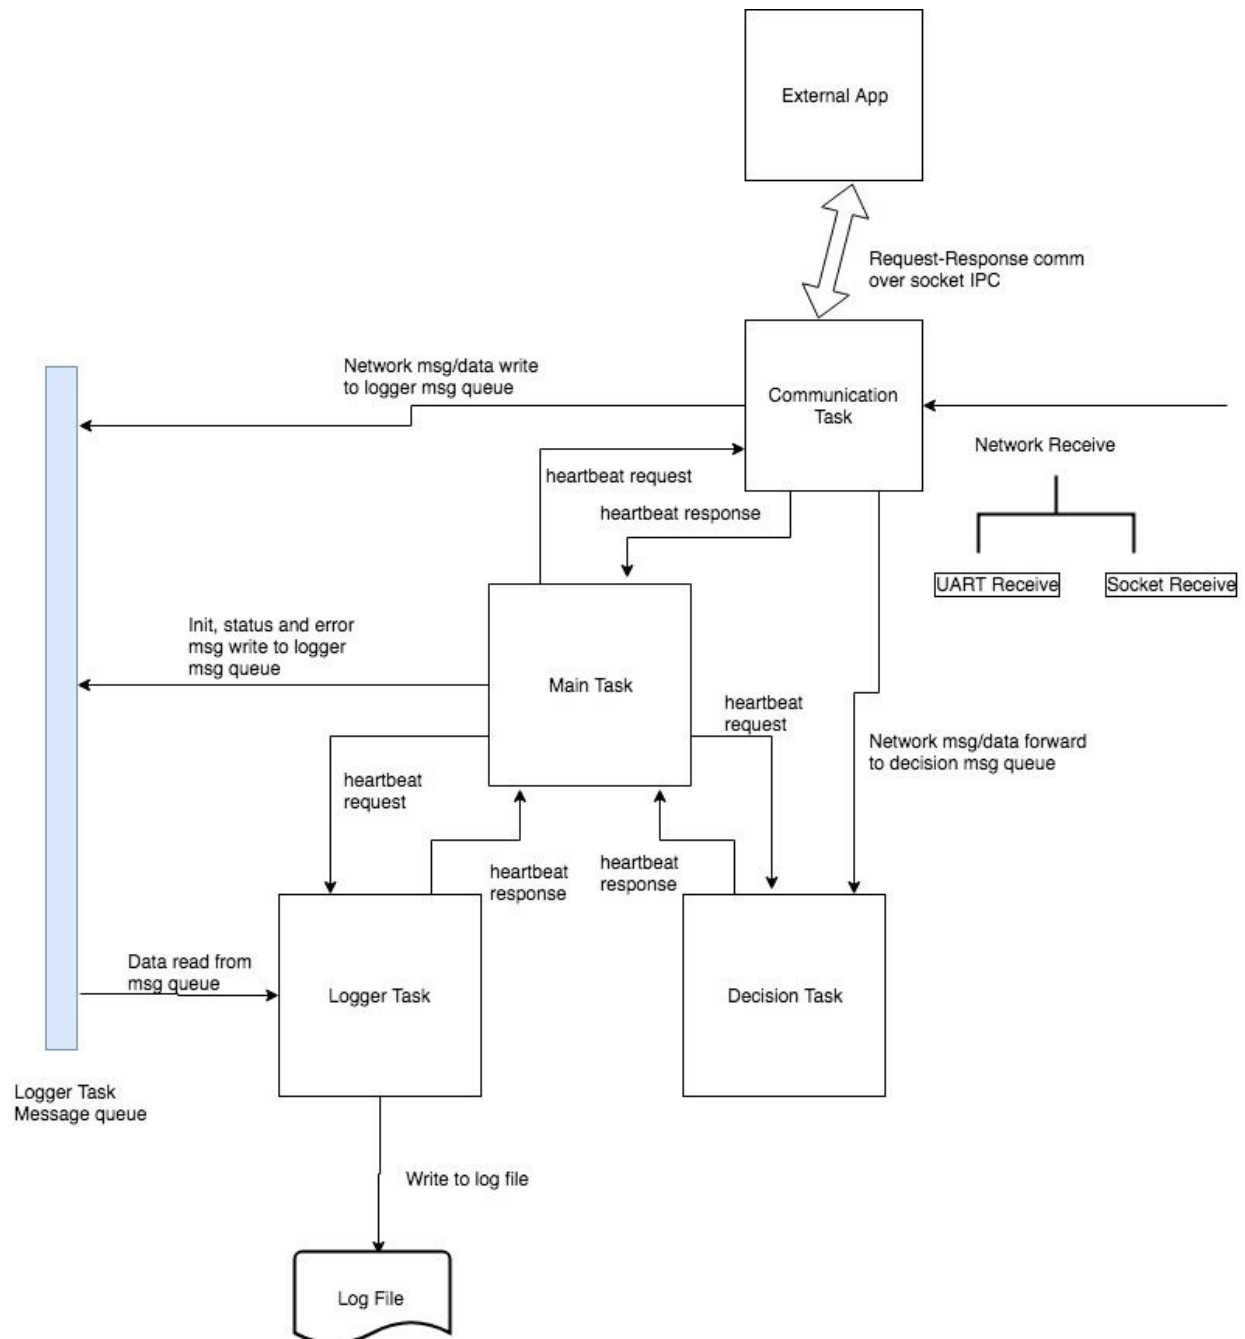 External App
Request-Response comm
over socket IPC
Network msg/data write
to logger msg queue
Communication
Task
Network Receive
heartbeat request
heartbeat response
UART Receive
Socket Receive
Init, status and error
msg write to logger
msg queue
Main Task
heartbeat
request
Network msg/data forward
to decision msg queue
heartbeat
request
heartbeat
response
heartbeat
response
Data read from
msg queue
Logger Task
Decision Task
Logger Task
Message queue
Write to log file
Log File